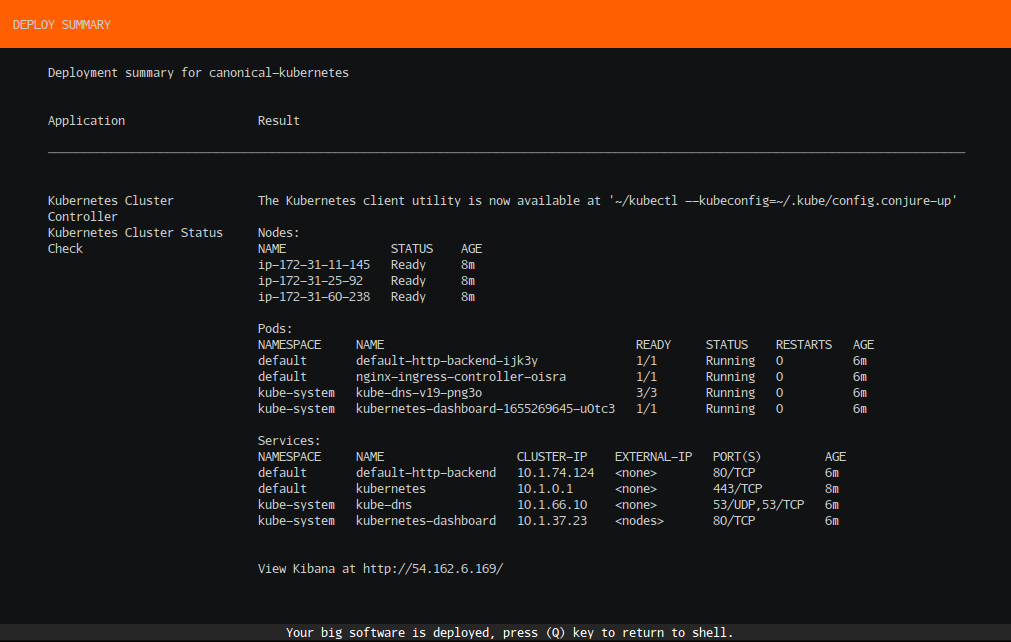 DEPLOY SUMMARY
Deployment summary for canonical-kubernetes
Application Result
Kubernetes Cluster The Kubernetes client utility is now available at '~/kubectl --kubeconfig=~/.kube/config.conjure-up'
Controller
Kubernetes Cluster Status Nodes:
Check NAME STATUS AGE
ip-172-31-11-145 Ready 8m
ip-172-31-25-92 Ready 8m
ip-172-31-60-238 Ready 8m
Pods:
NAMESPACE NAME READY STATUS RESTARTS AGE
default default-http-backend-ijk3y 1/1 Running 0 6m
default nginx-ingress-controller-oisra 1/1 Running 0 6m
kube-system kube-dns-v19-png3o 3/3 Running 0 6m
kube-system kubernetes-dashboard-1655269645-u0tc3 1/1 Running 0 6m
Services:
NAMESPACE NAME CLUSTER-IP EXTERNAL-IP PORT(S) AGE
default default-http-backend 10.1.74.124 <none> 80/TCP 6m
default kubernetes 10.1.0.1 <none> 443/TCP 8m
kube-system kube-dns 10.1.66.10 <none> 53/UDP,53/TCP 6m
kube-system kubernetes-dashboard 10.1.37.23 <nodes> 80/TCP 6m
View Kibana at http://54.162.6.169/
Your big software is deployed, press (Q) key to return to shell.